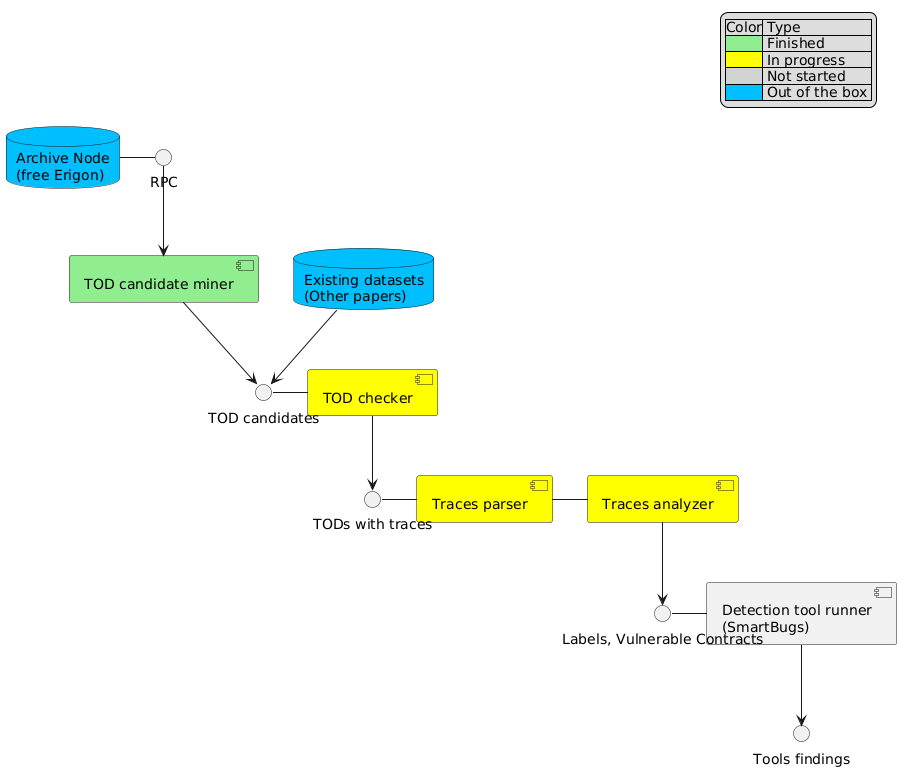 Color Type
Finished
In progress
Not started
Out of the box
Archive Node
(free Erigon)
RPC
TOD candidate miner
Existing datasets
(Other papers)
TOD checker
TOD candidates
Traces parser
Traces analyzer
TODs with traces
Detection tool runner
(SmartBugs)
Labels, Vulnerable Contracts
Tools findings